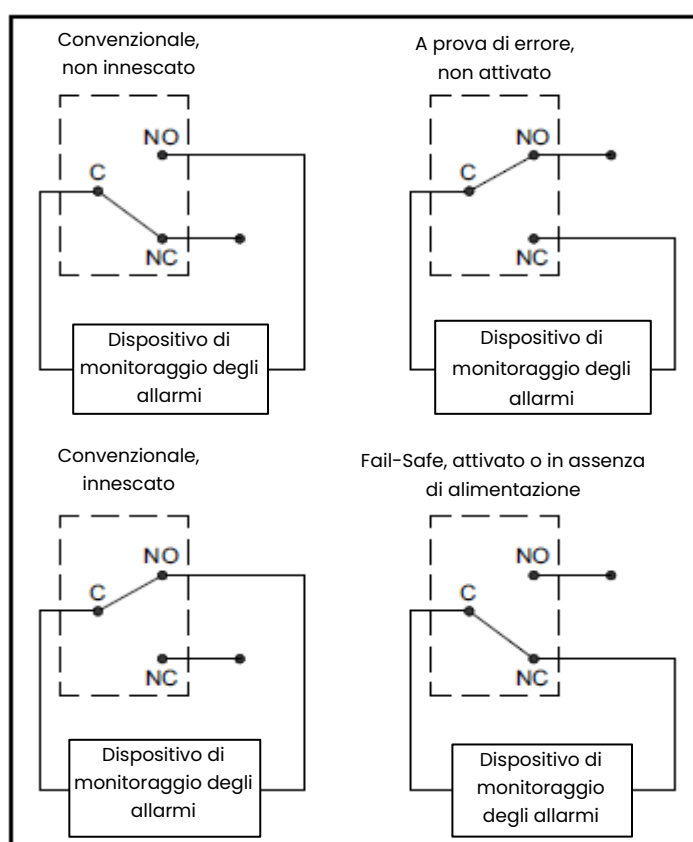 Convenzionale,
non innescato
NO
C
NC
Dispositivo di
monitoraggio degli
allarmi
A prova di errore,
non attivato
NO
C
NC
Dispositivo di
monitoraggio degli
allarmi
Convenzionale,
innescato
NO
C
NC
Dispositivo di
monitoraggio degli
allarmi
Fail-Safe, attivato o in assenza
di alimentazione
NO
C
NC
Dispositivo di
monitoraggio
degli allarmi